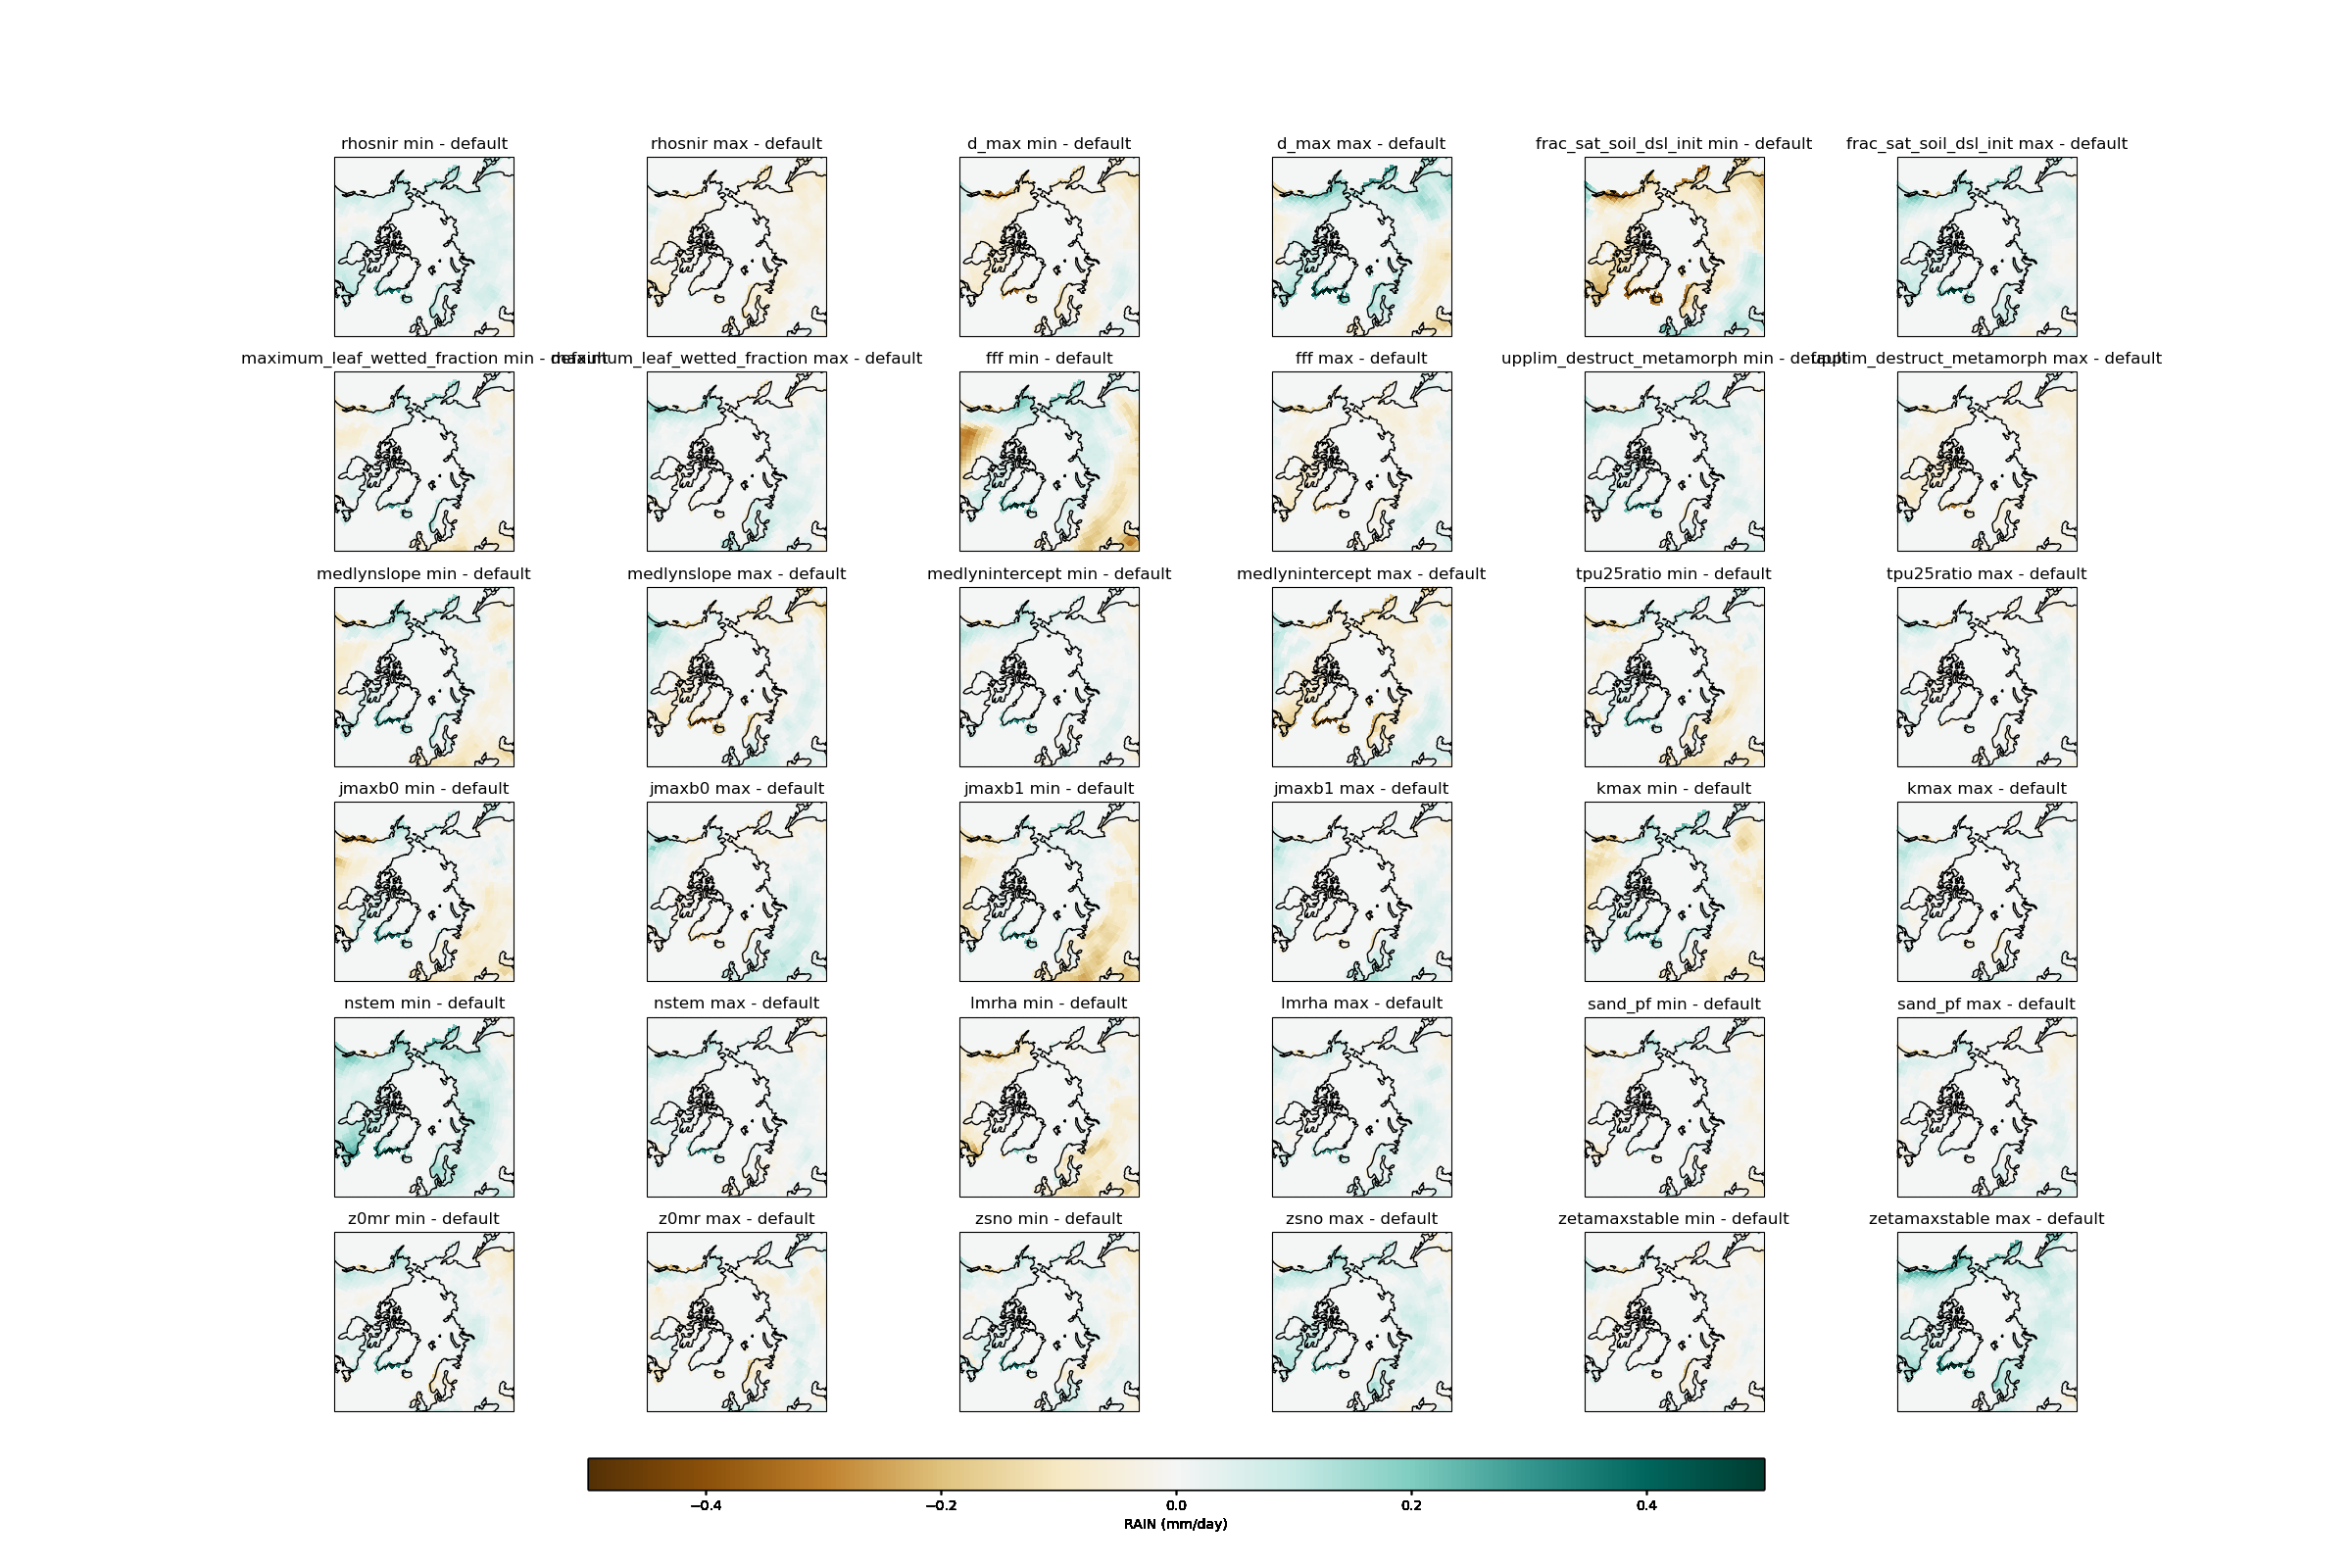 rhosnir min - default
rhosnir max - default
d_max min - default
d_max max - default
frac_sat_soil_dsl_init min - default
frac_sat_soil_dsl_init max - default
maximum_leaf_wetted_fraction min - default
maximum_leaf_wetted_fraction max - default
fff min - default
fff max - default
upplim_destruct_metamorph min - default
upplim_destruct_metamorph max - default
medlynslope min - default
medlynslope max - default
medlynintercept min - default
medlynintercept max - default
tpu25ratio min - default
tpu25ratio max - default
jmaxb0 min - default
jmaxb0 max - default
jmaxb1 min - default
jmaxb1 max - default
kmax min - default
kmax max - default
nstem min - default
nstem max - default
lmrha min - default
lmrha max - default
sand_pf min - default
sand_pf max - default
z0mr min - default
z0mr max - default
zsno min - default
zsno max - default
zetamaxstable min - default
zetamaxstable max - default
−0.4 −0.2 0.0 0.2 0.4
RAIN (mm/day)